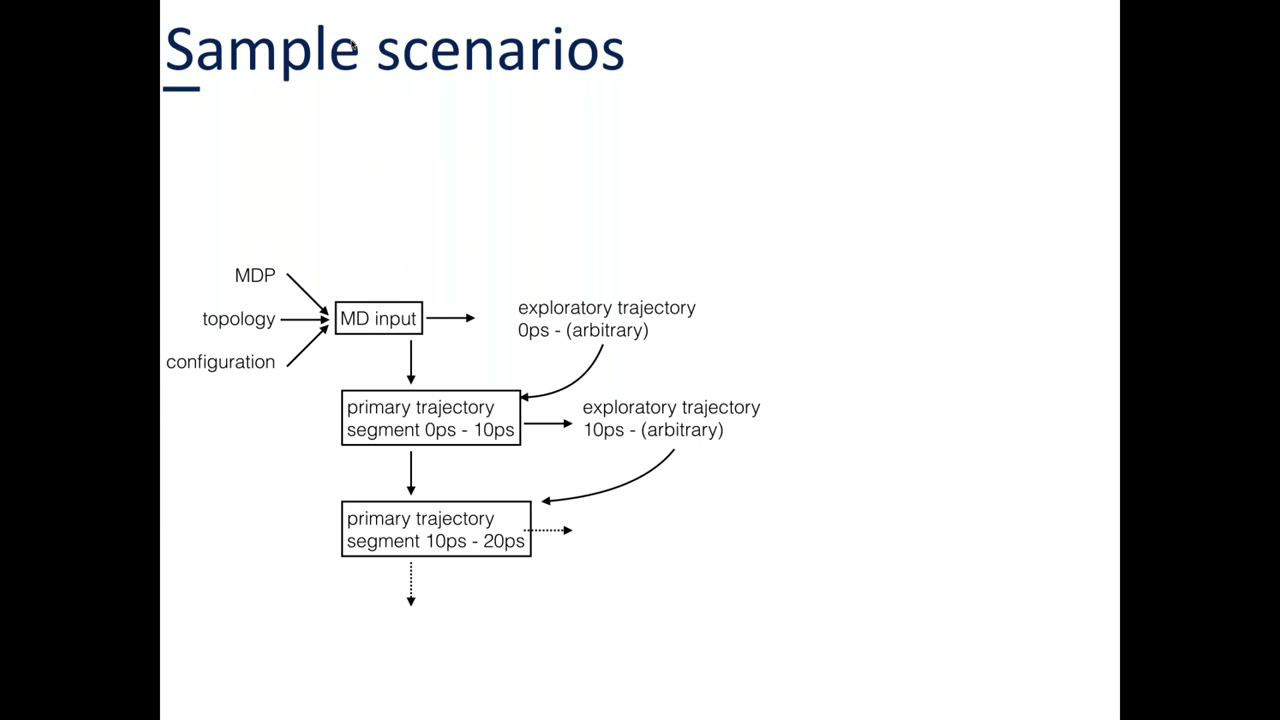 Sample scenarios
MDP
topology
configuration
MD input
exploratory trajectory
0ps - (arbitrary)
primary trajectory
segment 0ps - 10ps
exploratory trajectory
10ps - (arbitrary)
primary trajectory
segment 10ps - 20ps